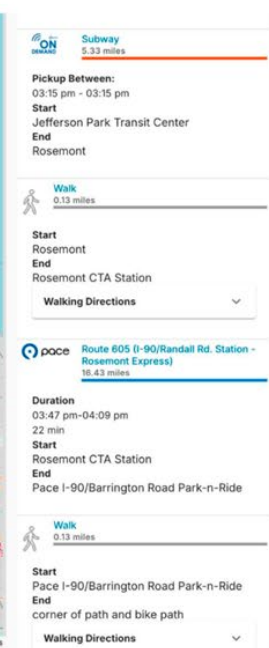 ON
DEMAND
Subway
5.33 miles
Pickup Between:
03:15 pm - 03:15 pm
Start
Jefferson Park Transit Center
End
Rosemont
Walk
0.13 miles
Start
Rosemont
End
Rosemont CTA Station
Walking Directions
pace
Route 605 (I-90/Randall Rd. Station -
Rosemont Express)
16.43 miles
Duration
03:47 pm-04:09 pm
22 min
Start
Rosemont CTA Station
End
Pace I-90/Barrington Road Park-n-Ride
Walk
0.13 miles
Start
Pace I-90/Barrington Road Park-n-Ride
End
corner of path and bike path
Walking Directions